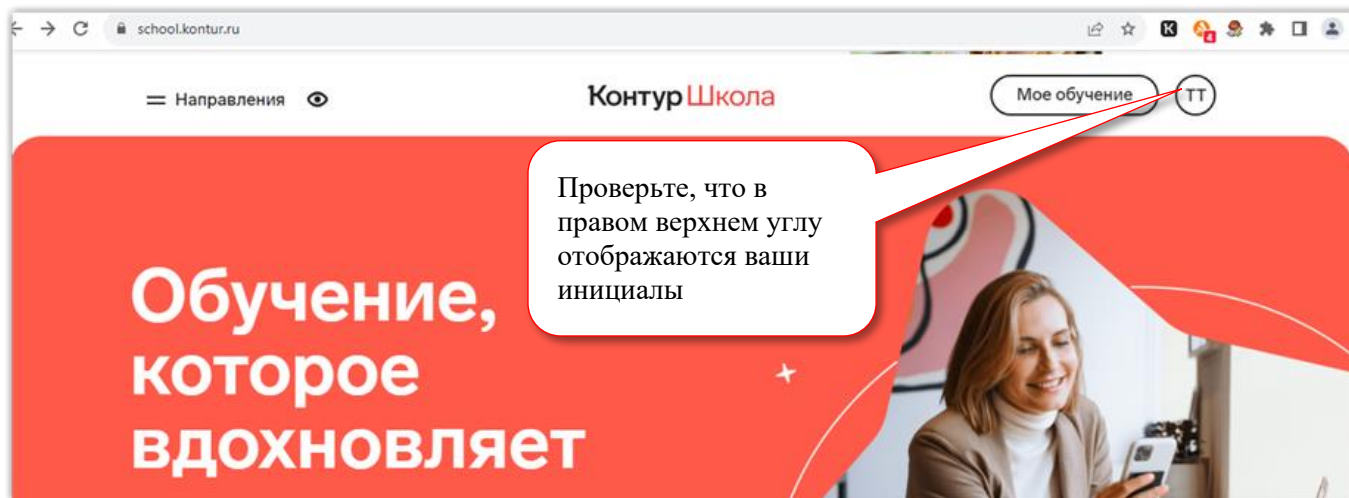 school.kontur.ru
Направления
Контур Школа
Мое обучение
ТТ
Проверьте, что в
правом верхнем углу
отображаются ваши
инициалы
Обучение,
которое
вдохновляет
K
4